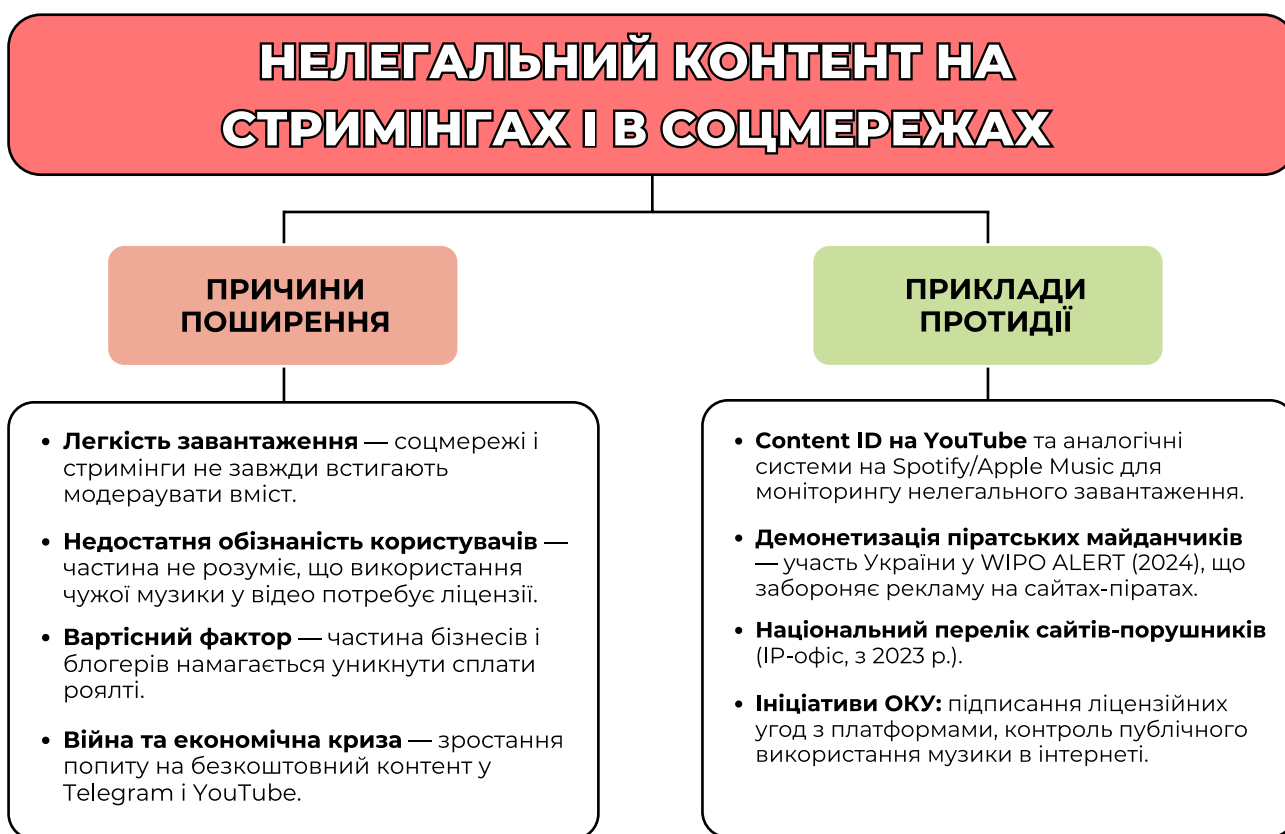 НЕЛЕГАЛЬНИЙ КОНТЕНТ НА
СТРИМІНГАХ І В СОЦМЕРЕЖАХ
ПРИЧИНИ
ПОШИРЕННЯ
• Легкість завантаження — соцмережі і
стримінги не завжди встигають
модераувати вміст.
• Недостатня обізнаність користувачів —
частина не розуміє, що використання
чужої музики у відео потребує ліцензії.
• Вартісний фактор — частина бізнесів і
блогерів намагається уникнути сплати
роялті.
• Війна та економічна криза — зростання
попиту на безкоштовний контент у
Telegram і YouTube.
ПРИКЛАДИ
ПРОТИДІЇ
• Content ID на YouTube та аналогічні
системи на Spotify/Apple Music для
моніторингу нелегального завантаження.
• Демонетизація піратських майданчиків
— участь України у WIPO ALERT (2024), що
забороняє рекламу на сайтах-піратах.
• Національний перелік сайтів-порушників
(IP-офіс, з 2023 р.).
• Ініціативи ОКУ: підписання ліцензійних
угод з платформами, контроль публічного
використання музики в інтернеті.